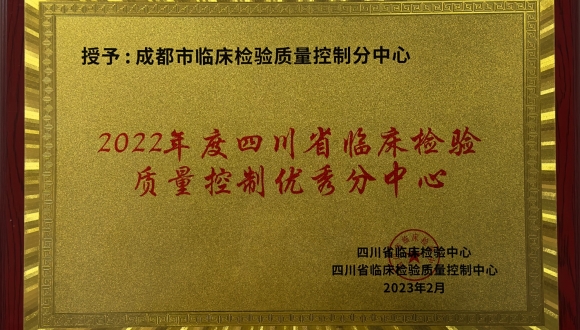 授予：成都市临床检验质量控制分中心
2022年度四川省临床检验
质量控制优秀分中心
四川省临床检验中心
四川省临床检验质量控制中心
2023年2月